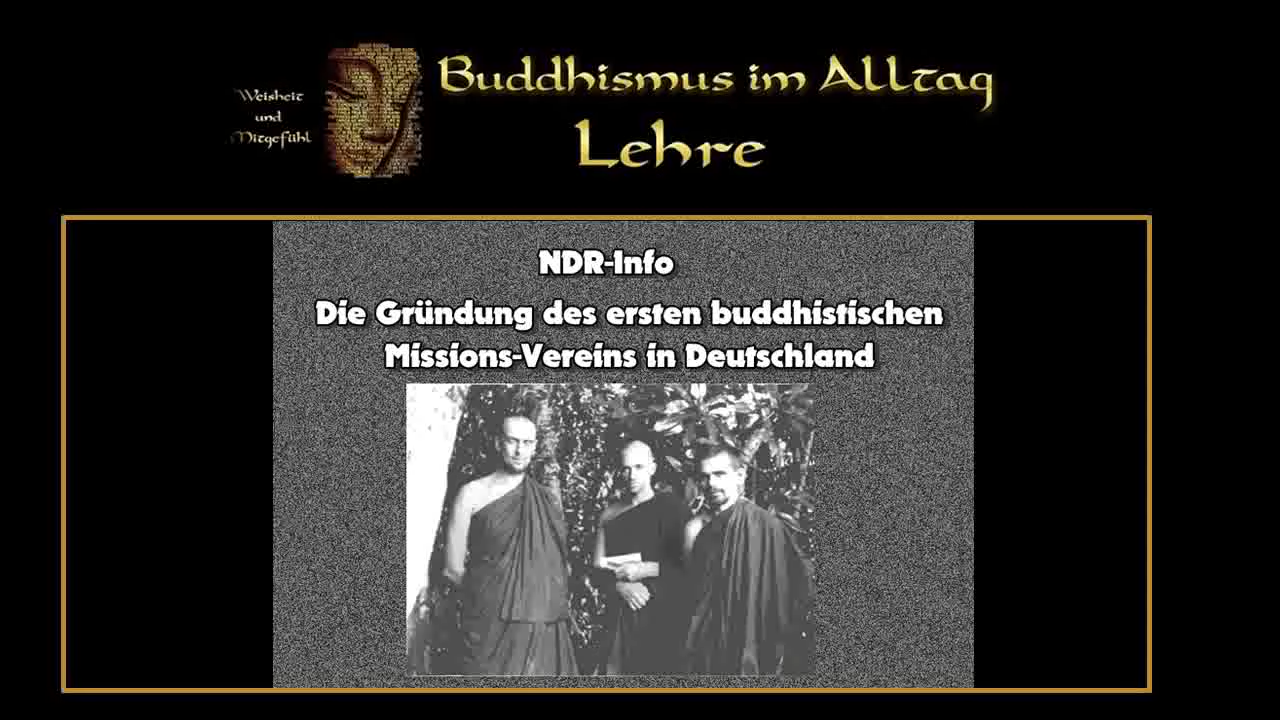 Weisheit
und
Mitgefühl
Buddhismus im Alltag
Lehre
NDR-Info
Die Gründung des ersten buddhistischen
Missions-Vereins in Deutschland